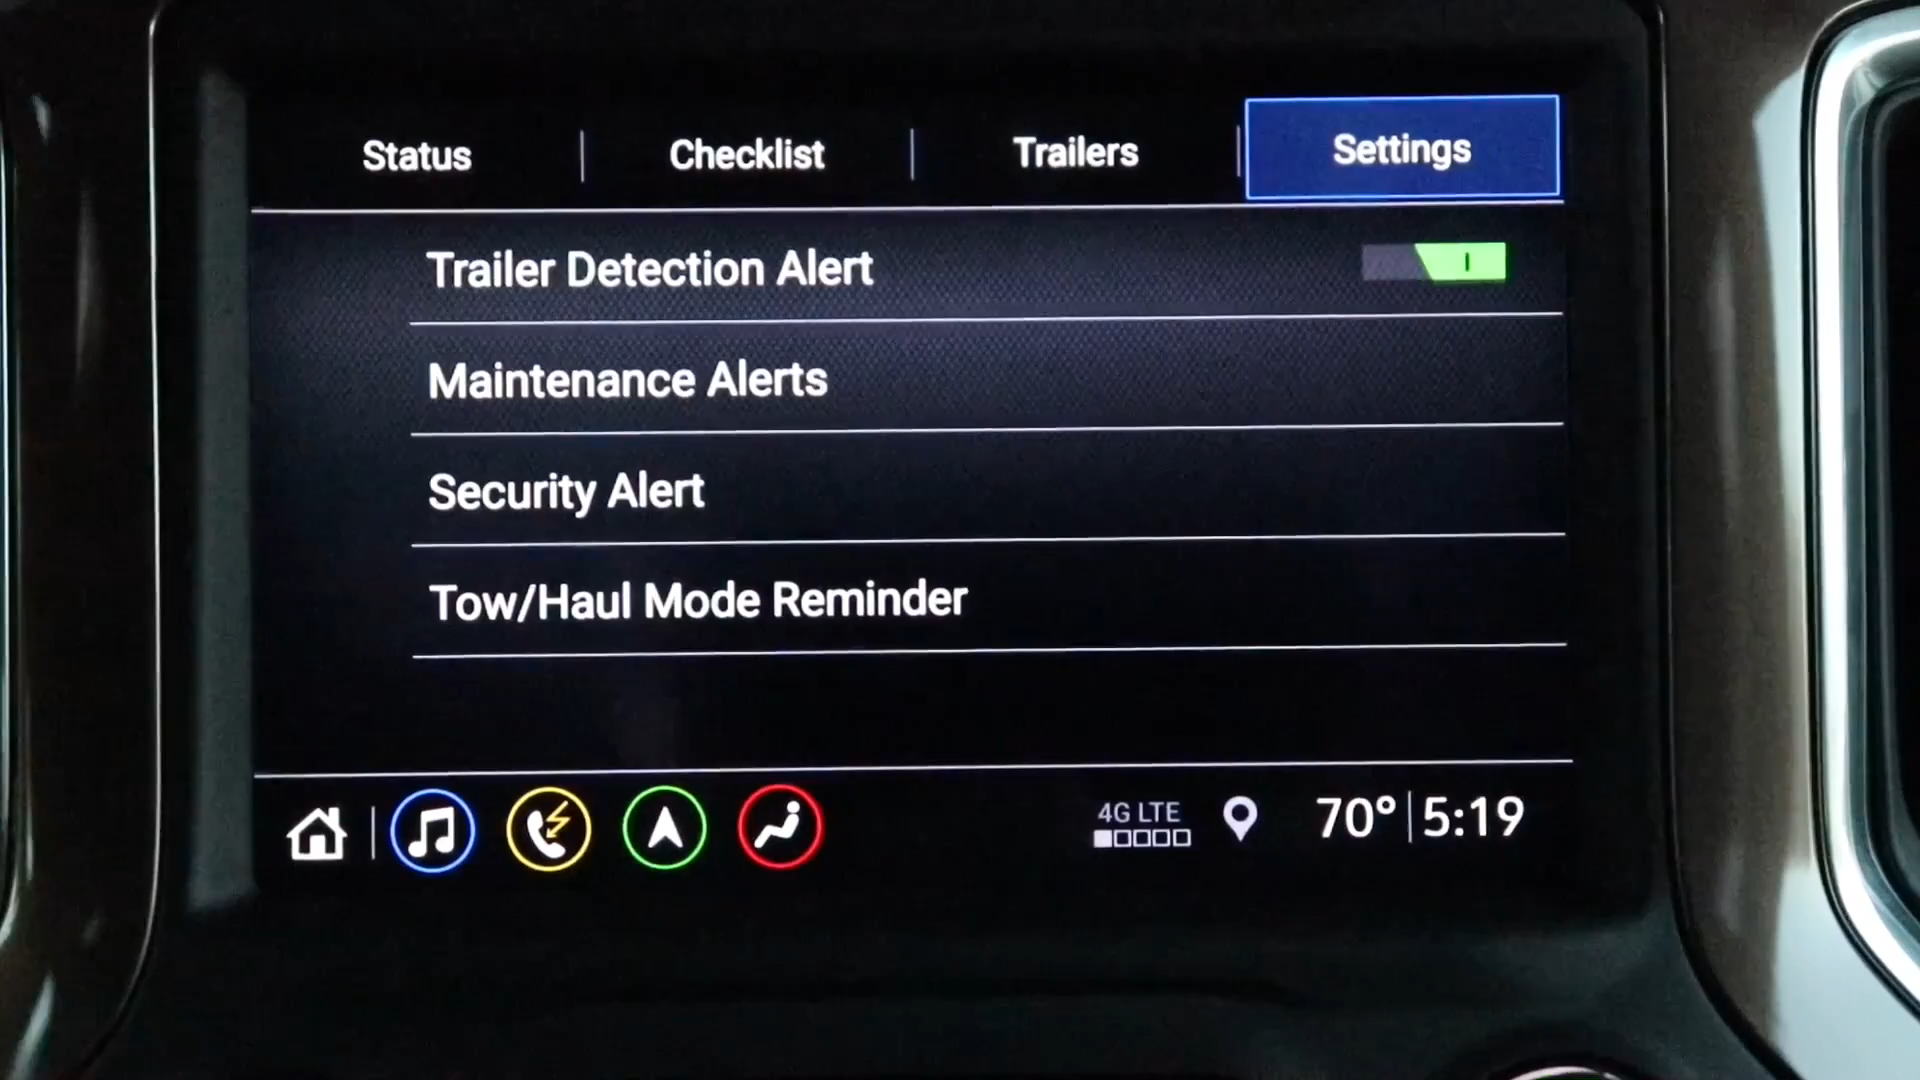 Status Checklist Trailers Settings
Trailer Detection Alert
Maintenance Alerts
Security Alert
Tow/Haul Mode Reminder
4G LTE 70° 5:19